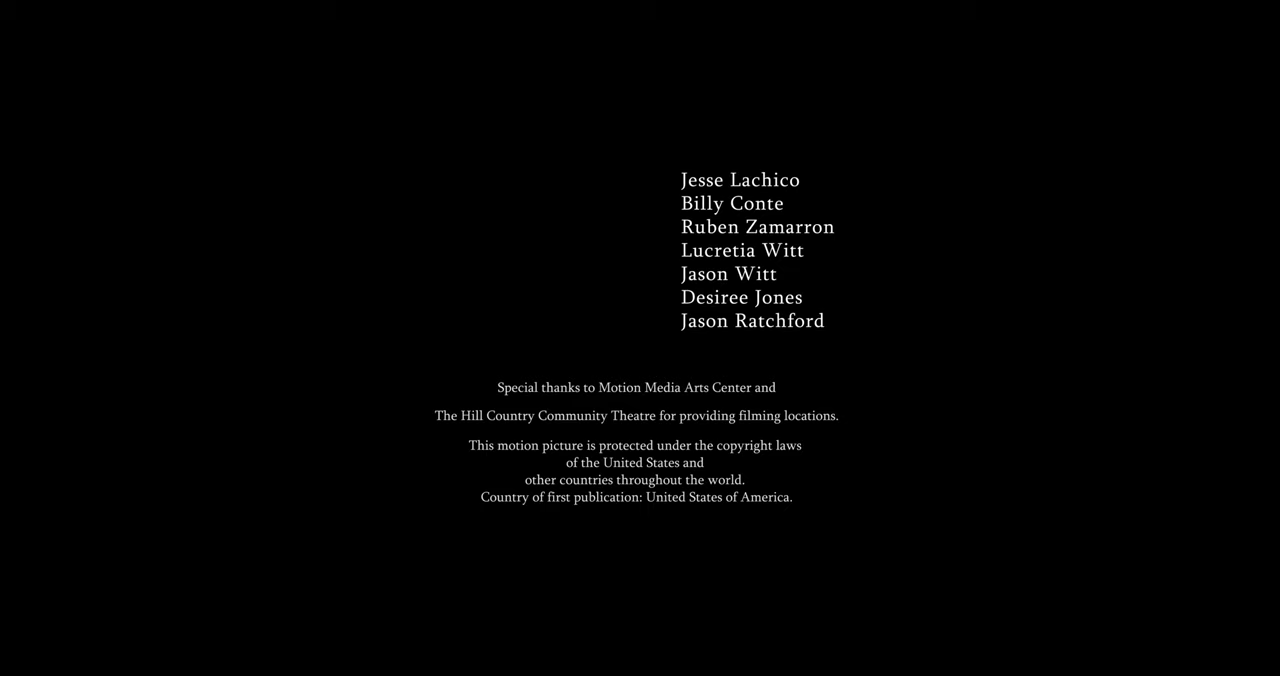 Jesse Lachico
Billy Conte
Ruben Zamarron
Lucretia Witt
Jason Witt
Desiree Jones
Jason Ratchford
Special thanks to Motion Media Arts Center and
The Hill Country Community Theatre for providing filming locations.
This motion picture is protected under the copyright laws
of the United States and
other countries throughout the world.
Country of first publication: United States of America.